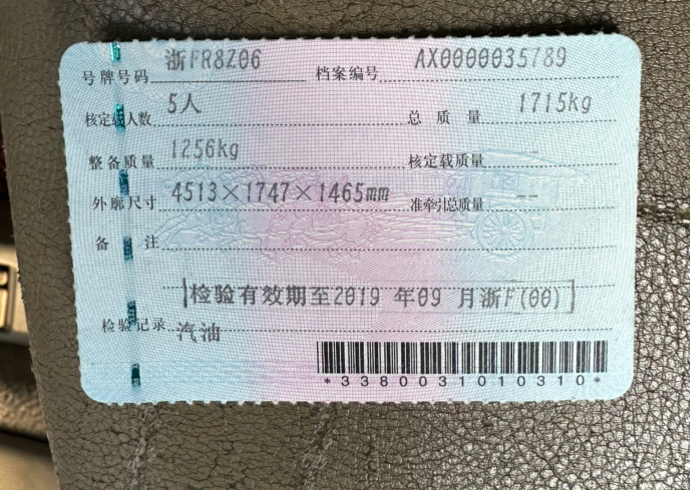 号牌号码 浙FR8Z06 档案编号 AX0000035789
核定载人数 5人 总质量 1715kg
整备质量 1256kg 核定载质量 --
外廓尺寸 4513×1747×1465mm 准牵引总质量 --
备注
检验有效期至2019 年09 月浙F(00)
检验记录 汽油
*3380031010310*